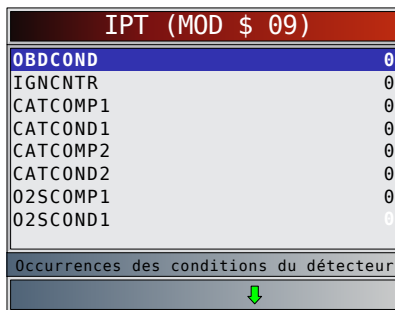 IPT (MOD $ 09)
OBDCOND 0
IGNCNTR 0
CATCOMP1 0
CATCOND1 0
CATCOMP2 0
CATCOND2 0
O2SCOMP1 0
O2SCOND1 0
Occurrences des conditions du détecteur